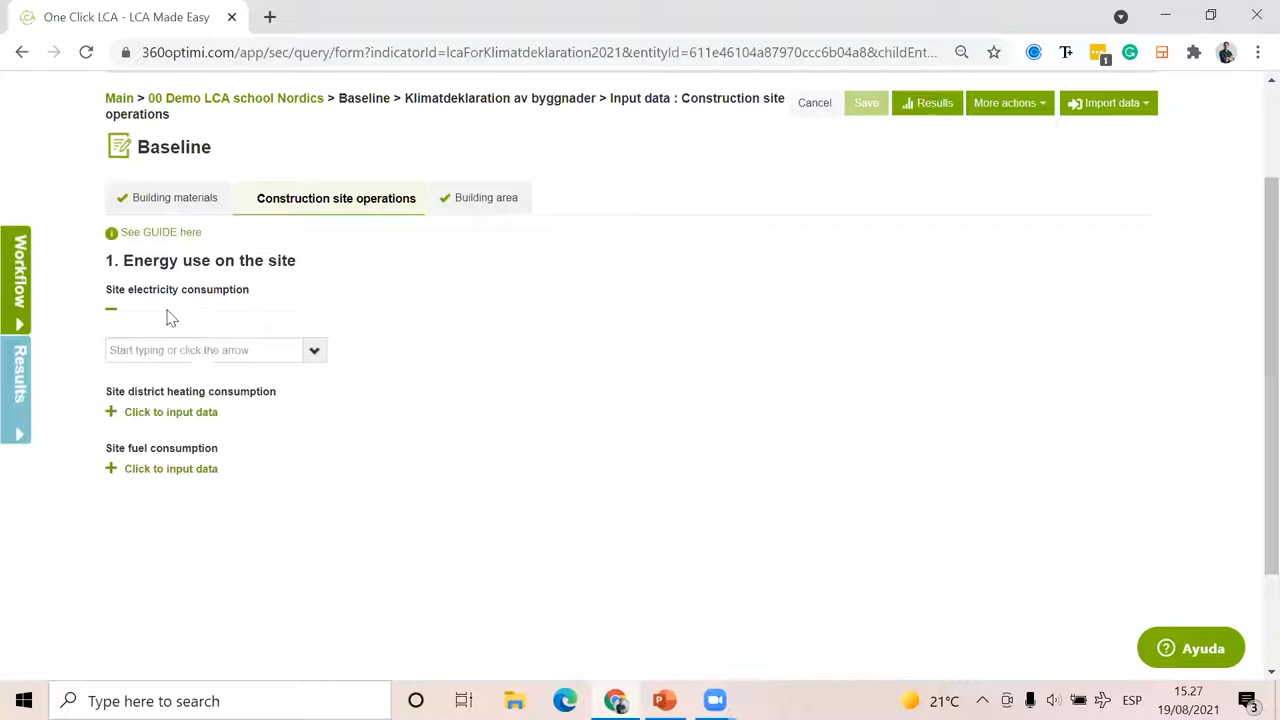 One Click LCA - LCA Made Easy
360optimi.com/app/sec/query/form?indicatorId=lcaForKlimatdeklaration2021&entityId=611e46104a87970ccc6b04a8&childEnt...
1
Main > 00 Demo LCA school Nordics > Baseline > Klimatdeklaration av byggnader > Input data : Construction site
operations
Cancel Save Results More actions Import data
Baseline
Building materials Construction site operations Building area
See GUIDE here
1. Energy use on the site
Site electricity consumption
Start typing or click the arrow
Site district heating consumption
Click to input data
Site fuel consumption
Click to input data
Workflow
Results
Ayuda
Type here to search
21°C
ESP
15.27
19/08/2021
3